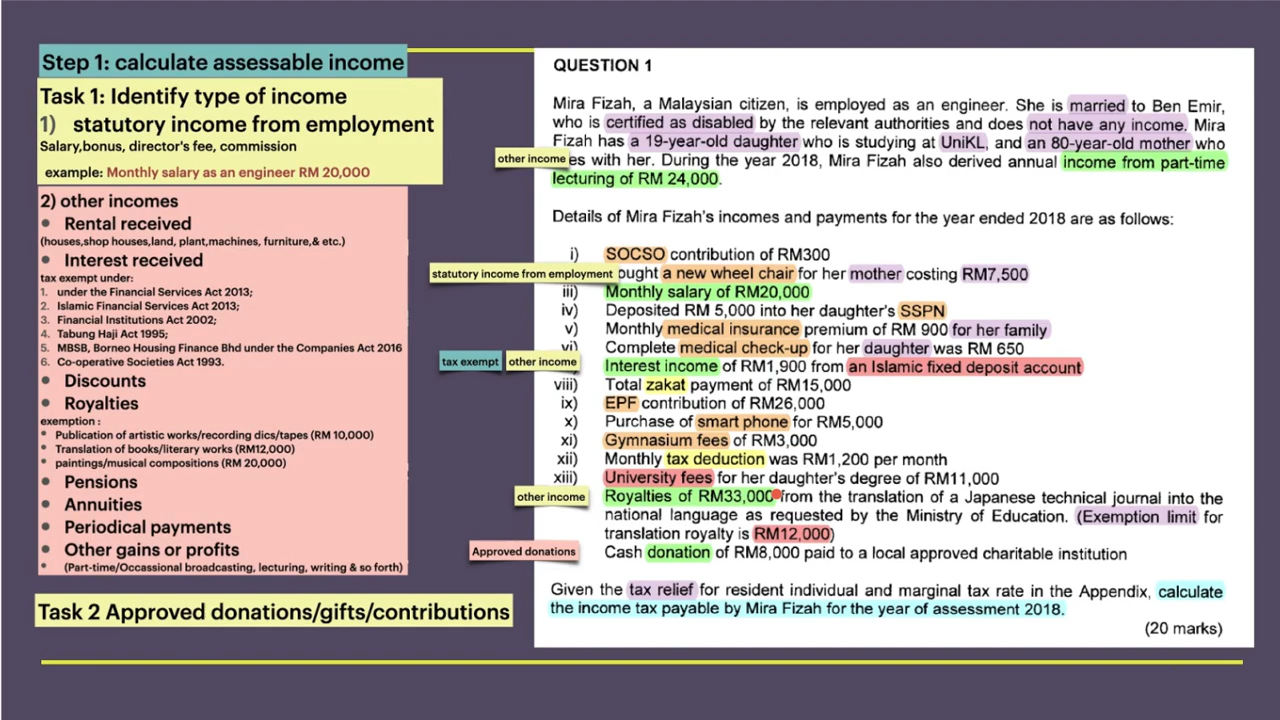 Step 1: calculate assessable income
Task 1: Identify type of income
1) statutory income from employment
Salary,bonus, director's fee, commission
example: Monthly salary as an engineer RM 20,000
2) other incomes
• Rental received
(houses,shop houses,land, plant,machines, furniture,& etc.)
• Interest received
tax exempt under:
1. under the Financial Services Act 2013;
2. Islamic Financial Services Act 2013;
3. Financial Institutions Act 2002;
4. Tabung Haji Act 1995;
5. MBSB, Borneo Housing Finance Bhd under the Companies Act 2016
6. Co-operative Societies Act 1993.
• Discounts
• Royalties
exemption :
• Publication of artistic works/recording dics/tapes (RM 10,000)
• Translation of books/literary works (RM12,000)
• paintings/musical compositions (RM 20,000)
• Pensions
• Annuities
• Periodical payments
• Other gains or profits
• (Part-time/Occassional broadcasting, lecturing, writing & so forth)
Task 2 Approved donations/gifts/contributions
QUESTION 1
Mira Fizah, a Malaysian citizen, is employed as an engineer. She is married to Ben Emir,
who is certified as disabled by the relevant authorities and does not have any income. Mira
Fizah has a 19-year-old daughter who is studying at UniKL, and an 80-year-old mother who
other income
es with her. During the year 2018, Mira Fizah also derived annual income from part-time
lecturing of RM 24,000.
Details of Mira Fizah's incomes and payments for the year ended 2018 are as follows:
i) SOCSO contribution of RM300
statutory income from employment
ought a new wheel chair for her mother costing RM7,500
iii) Monthly salary of RM20,000
iv) Deposited RM 5,000 into her daughter's SSPN
v) Monthly medical insurance premium of RM 900 for her family
vi) Complete medical check-up for her daughter was RM 650
tax exempt
other income
Interest income of RM1,900 from an Islamic fixed deposit account
viii) Total zakat payment of RM15,000
ix) EPF contribution of RM26,000
x) Purchase of smart phone for RM5,000
xi) Gymnasium fees of RM3,000
xii) Monthly tax deduction was RM1,200 per month
xiii) University fees for her daughter's degree of RM11,000
other income
Royalties of RM33,000 from the translation of a Japanese technical journal into the
national language as requested by the Ministry of Education. (Exemption limit for
translation royalty is RM12,000)
Approved donations
Cash donation of RM8,000 paid to a local approved charitable institution
Given the tax relief for resident individual and marginal tax rate in the Appendix, calculate
the income tax payable by Mira Fizah for the year of assessment 2018.
(20 marks)